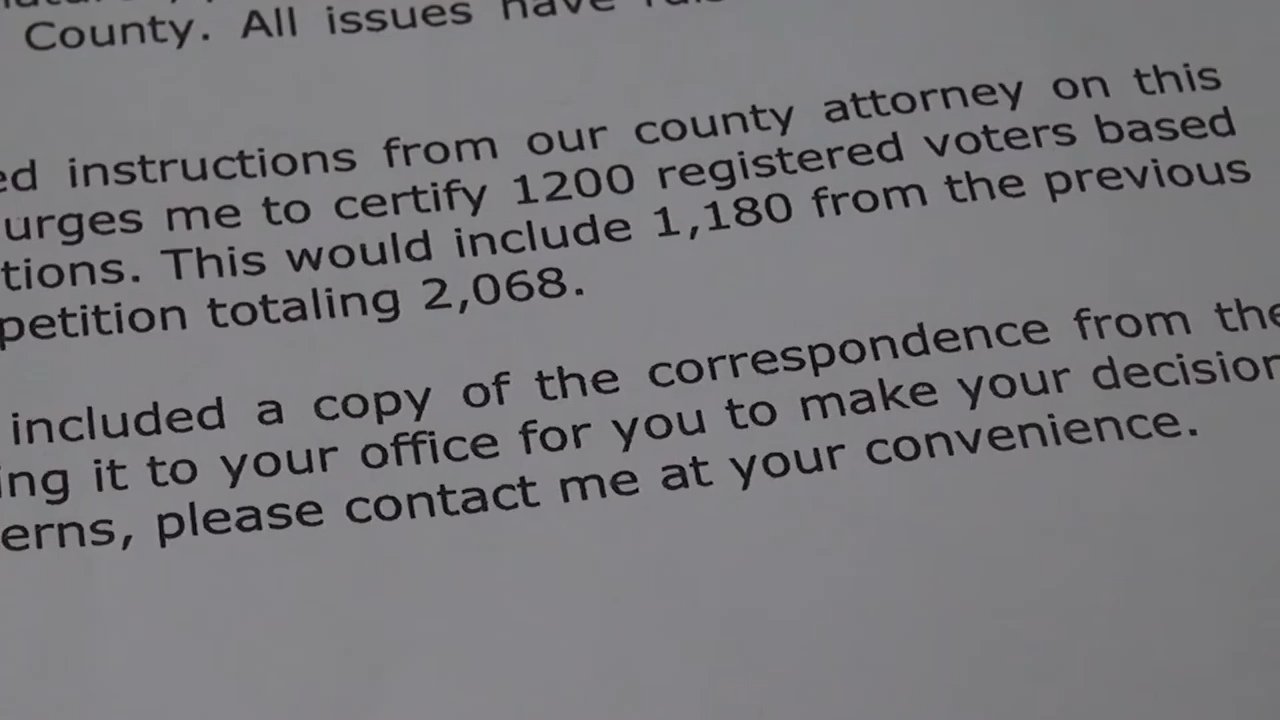 County. All issues have
ed instructions from our county attorney on this
urges me to certify 1200 registered voters based
tions. This would include 1,180 from the previous
petition totaling 2,068.
included a copy of the correspondence from the
ing it to your office for you to make your decision
erns, please contact me at your convenience.